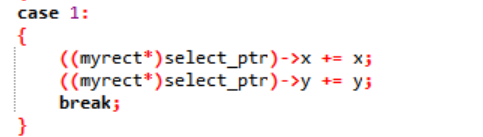 case 1:
{
((myrect*)select_ptr)->x += x;
((myrect*)select_ptr)->y += y;
break;
}